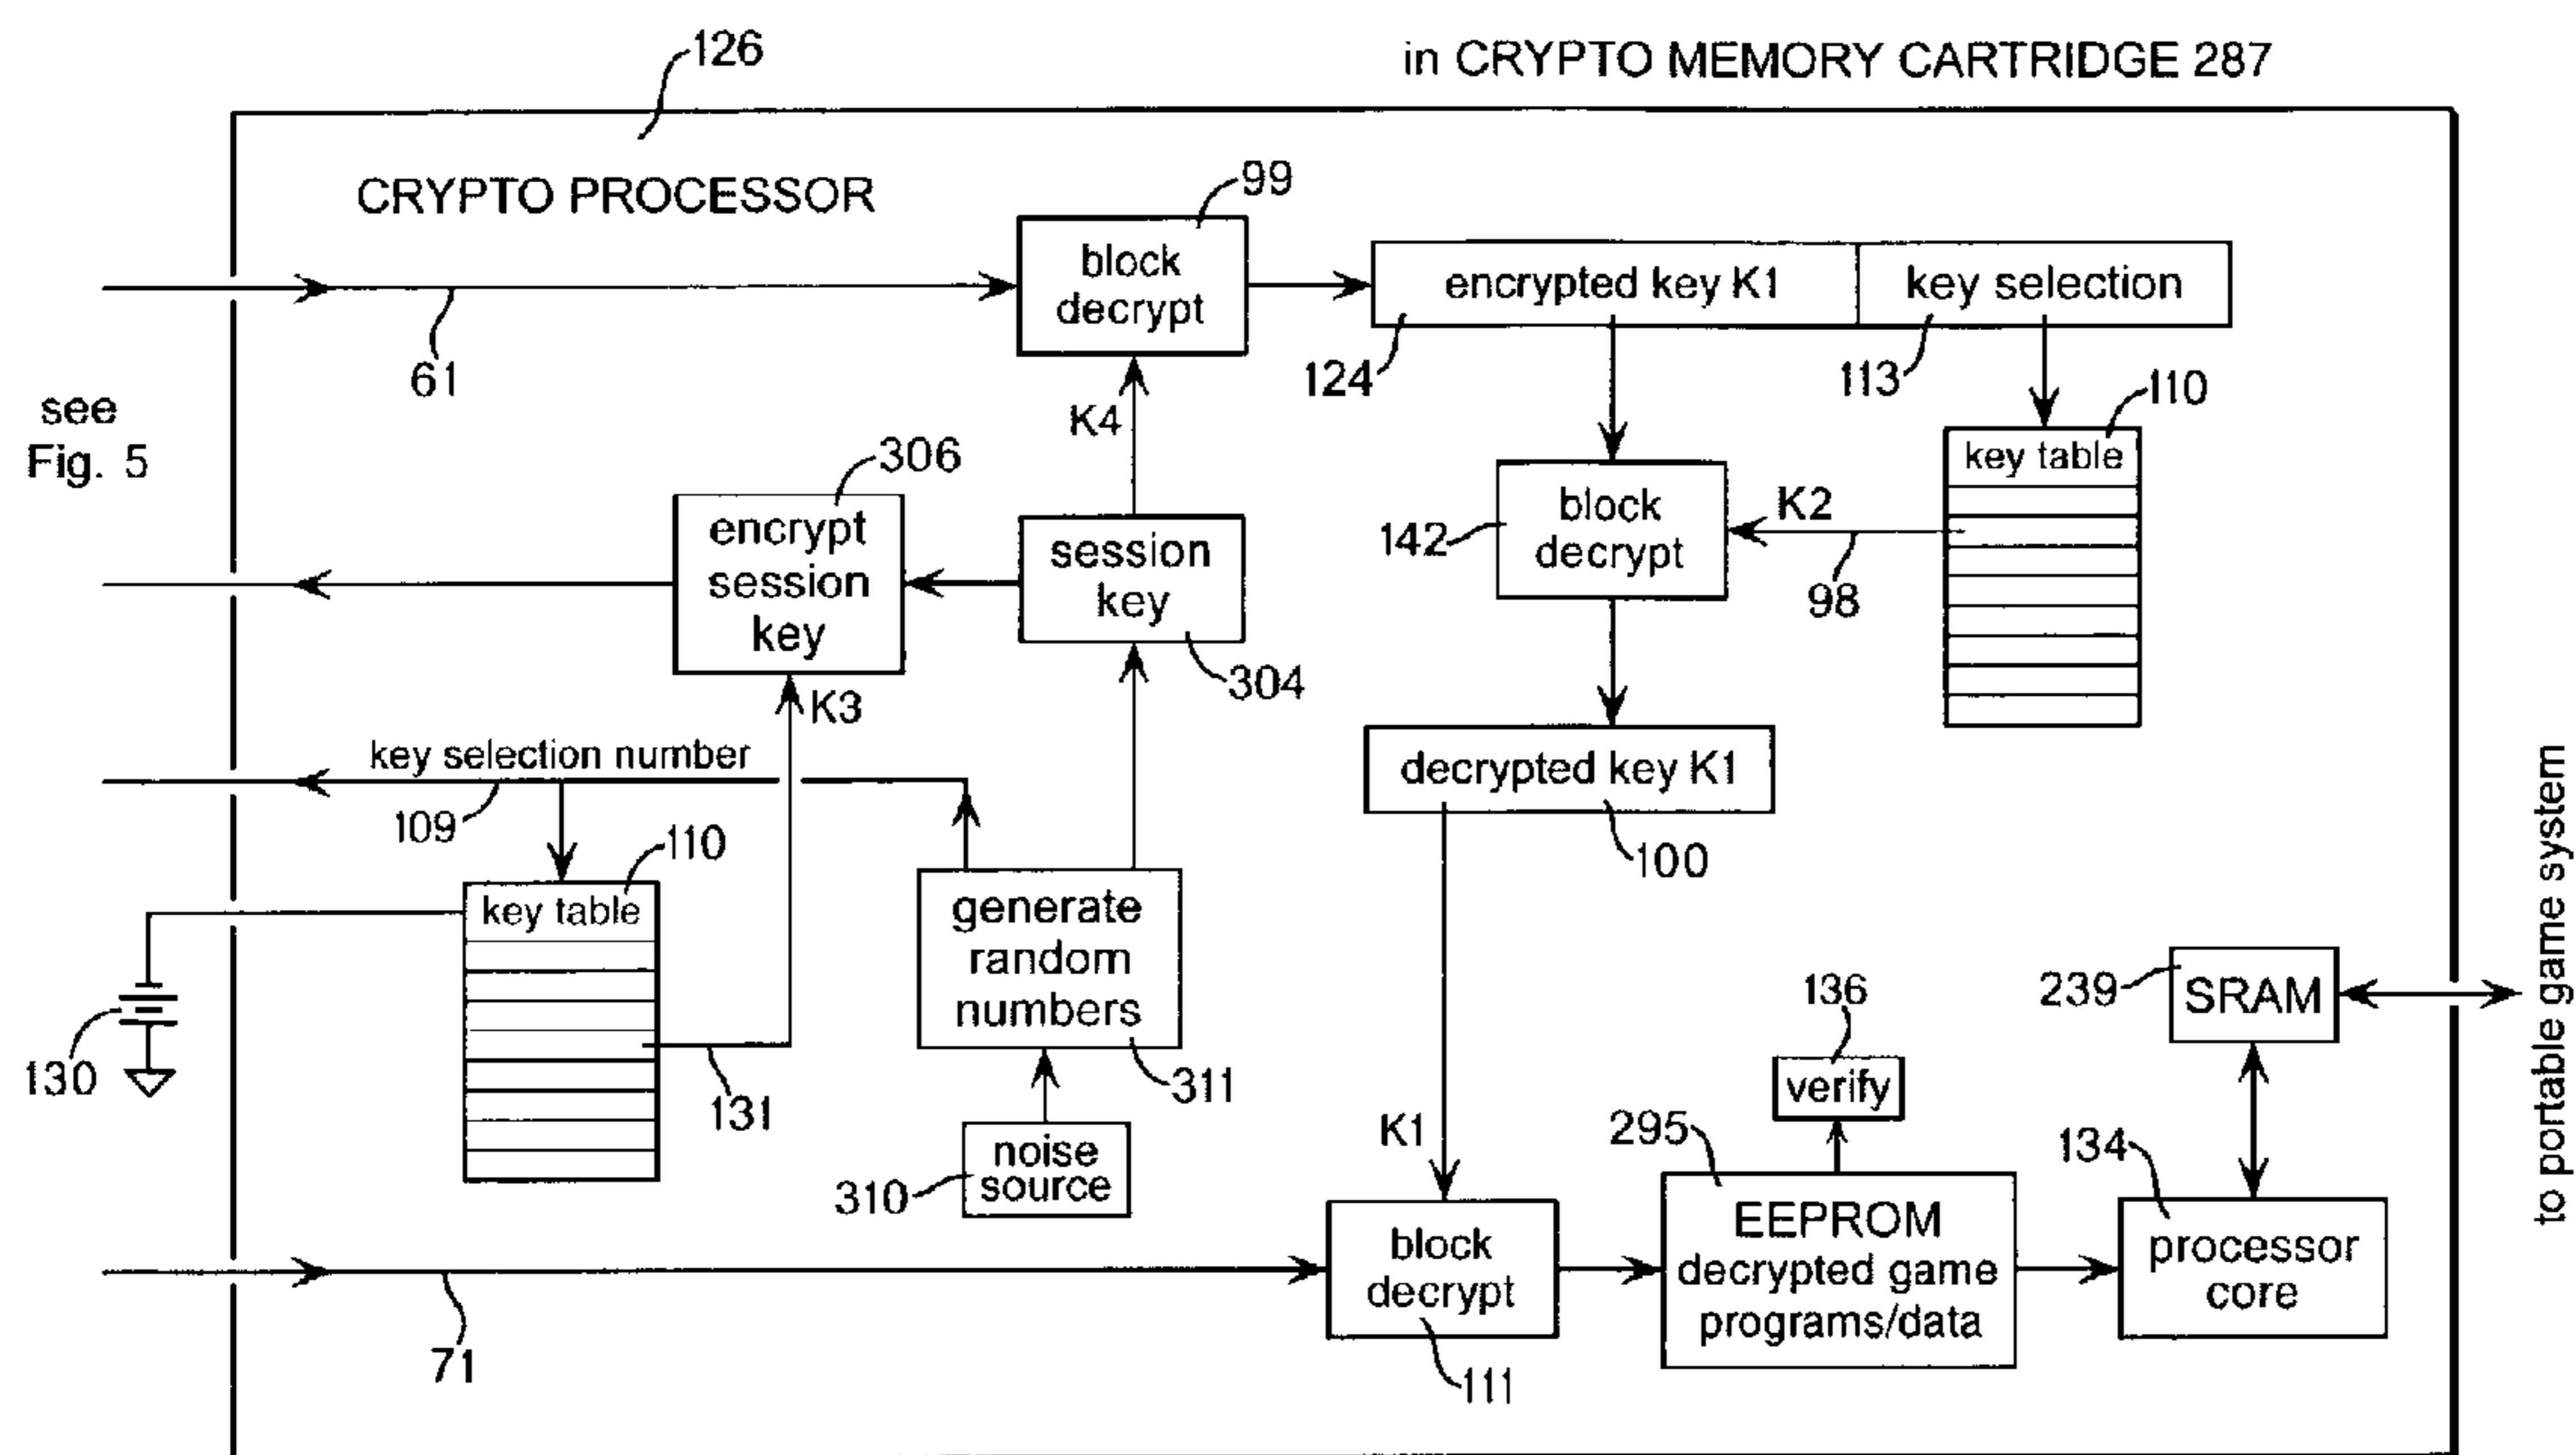 126
in CRYPTO MEMORY CARTRIDGE 287
CRYPTO PROCESSOR
99
block
decrypt
encrypted key K1
key selection
61
124
113
110
see
Fig. 5
K4
306
encrypt
session
key
session
key
304
142
block
decrypt
K2
98
key table
K3
key selection number
109
decrypted key K1
100
110
key table
generate
random
numbers
311
130
131
noise
source
310
K1
136
verify
239
SRAM
to portable game system
295
134
block
decrypt
111
EEPROM
decrypted game
programs/data
processor
core
71